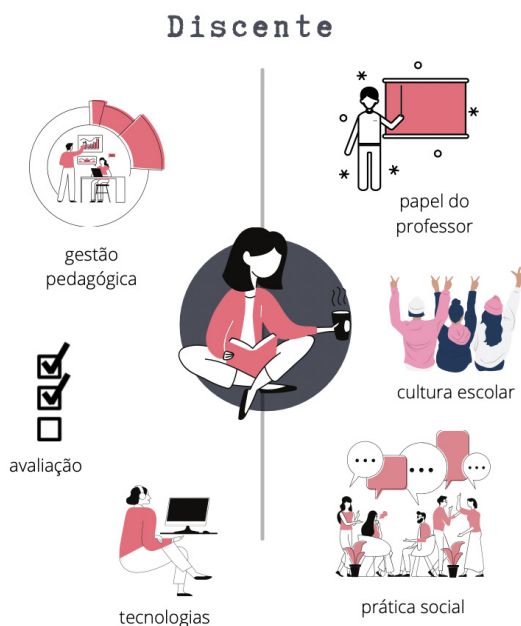 Discente
gestão
pedagógica
papel do
professor
cultura escolar
avaliação
tecnologias
prática social